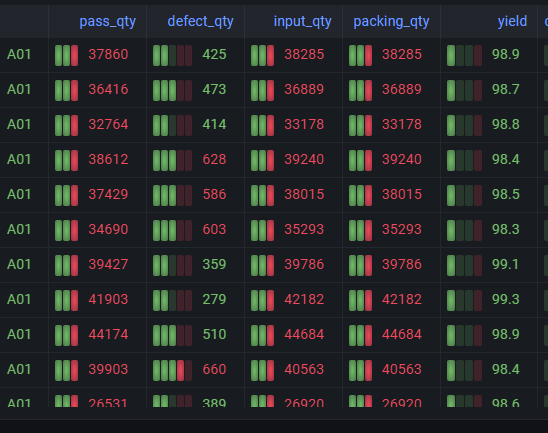 pass_qty defect_qty input_qty packing_qty yield
A01 37860 425 38285 38285 98.9
A01 36416 473 36889 36889 98.7
A01 32764 414 33178 33178 98.8
A01 38612 628 39240 39240 98.4
A01 37429 586 38015 38015 98.5
A01 34690 603 35293 35293 98.3
A01 39427 359 39786 39786 99.1
A01 41903 279 42182 42182 99.3
A01 44174 510 44684 44684 98.9
A01 39903 660 40563 40563 98.4
A01 26531 389 26920 26920 98.6